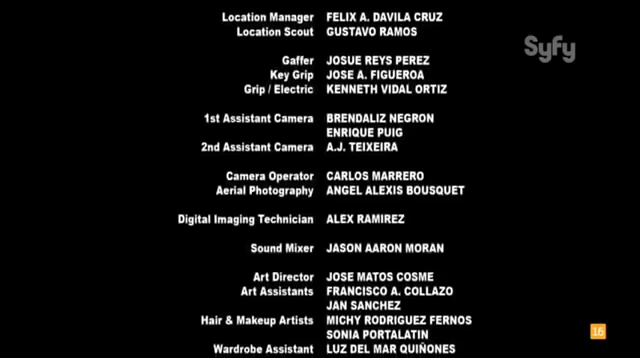 Location Manager FELIX A. DAVILA CRUZ
Location Scout GUSTAVO RAMOS
Syfy
Gaffer JOSUE REYS PEREZ
Key Grip JOSE A. FIGUEROA
Grip / Electric KENNETH VIDAL ORTIZ
1st Assistant Camera BRENDALIZ NEGRON
ENRIQUE PUIG
2nd Assistant Camera A.J. TEIXEIRA
Camera Operator CARLOS MARRERO
Aerial Photography ANGEL ALEXIS BOUSQUET
Digital Imaging Technician ALEX RAMIREZ
Sound Mixer JASON AARON MORAN
Art Director JOSE MATOS COSME
Art Assistants FRANCISCO A. COLLAZO
JAN SANCHEZ
Hair & Makeup Artists MICHY RODRIGUEZ FERNOS
SONIA PORTALATIN
Wardrobe Assistant LUZ DEL MAR QUIÑONES
16